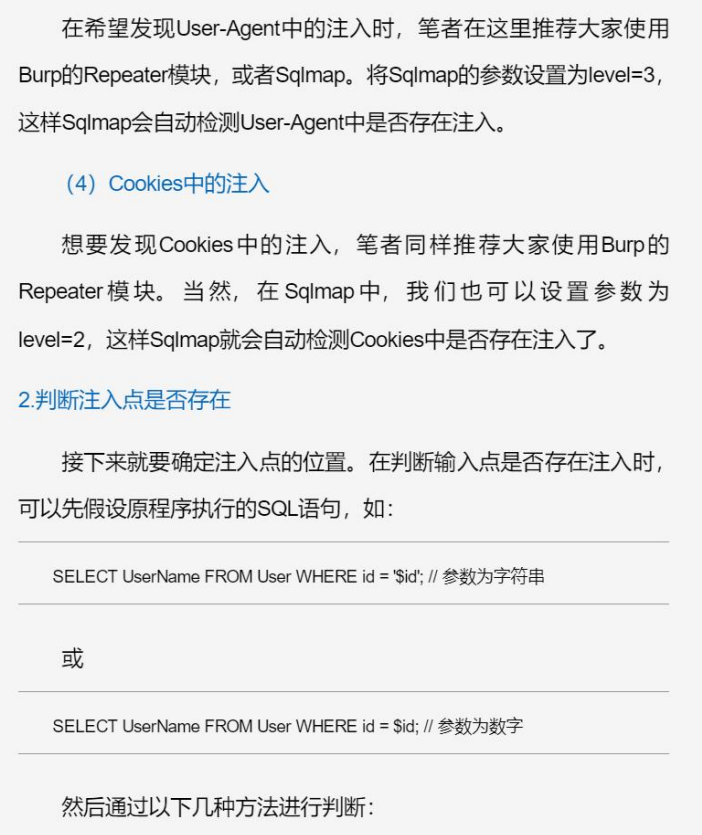 在希望发现User-Agent中的注入时，笔者在这里推荐大家使用
Burp的Repeater模块，或者Sqlmap。将Sqlmap的参数设置为level=3，
这样Sqlmap会自动检测User-Agent中是否存在注入。
（4）Cookies中的注入
想要发现Cookies中的注入，笔者同样推荐大家使用Burp的
Repeater模块。当然，在Sqlmap中，我们也可以设置参数为
level=2，这样Sqlmap就会自动检测Cookies中是否存在注入了。
2.判断注入点是否存在
接下来就要确定注入点的位置。在判断输入点是否存在注入时，
可以先假设原程序执行的SQL语句，如：
SELECT UserName FROM User WHERE id = '$id'; // 参数为字符串
或
SELECT UserName FROM User WHERE id = $id; // 参数为数字
然后通过以下几种方法进行判断：